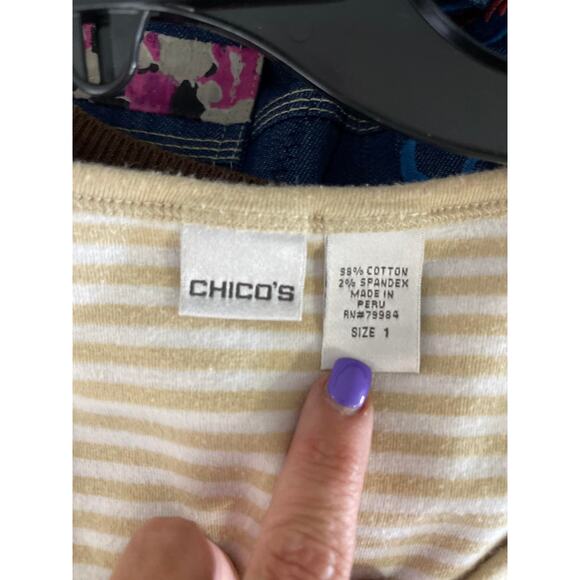 CHICO'S
98% COTTON
2% SPANDEX
MADE IN
PERU
RN#79984
SIZE 1